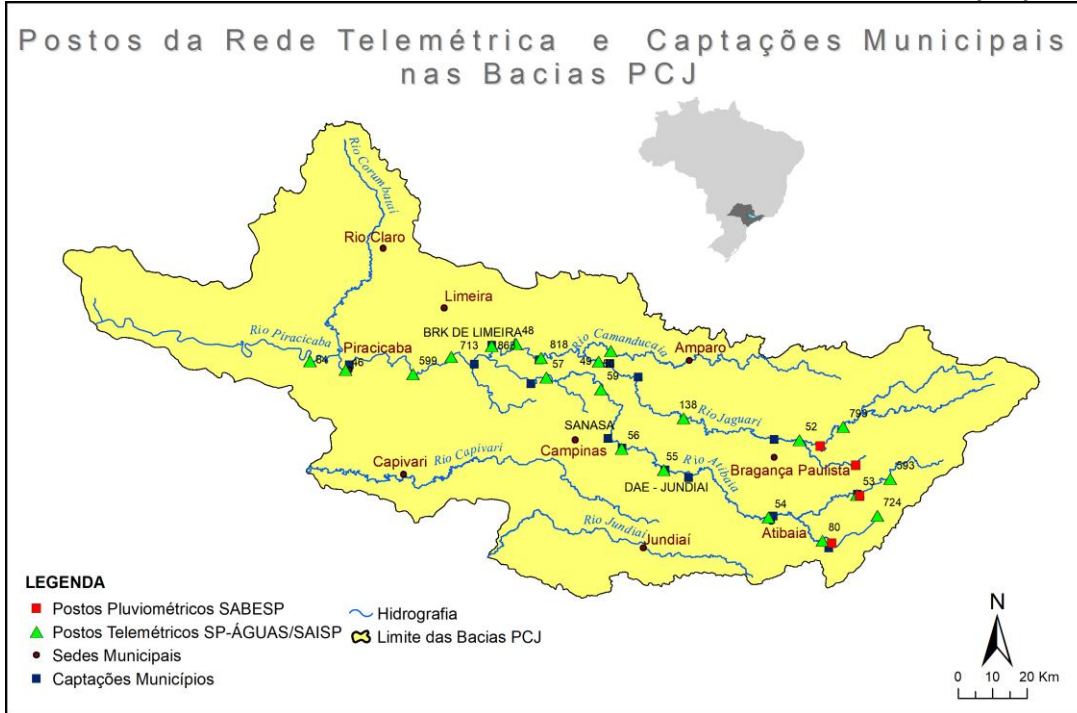 Postos da Rede Telemétrica e Captações Municipais
nas Bacias PCJ
Rio Corumbataí
Rio Claro
Limeira
BRK DE LIMEIRA
48
713
866
818
Rio Camanducaia
Amparo
Rio Piracicaba
Piracicaba
84
46
599
57
49
59
138
Rio Jaguari
52
798
SANASA
Campinas
56
Rio Capivari
Capivari
55
Rio Atibaia
Bragança Paulista
DAE - JUNDIAI
593
53
724
54
Atibaia
80
Rio Jundiaí
Jundiaí
LEGENDA
Postos Pluviométricos SABESP
Postos Telemétricos SP-ÁGUAS/SAISP
Sedes Municipais
Captações Municípios
Hidrografia
Limite das Bacias PCJ
N
0 10 20 Km